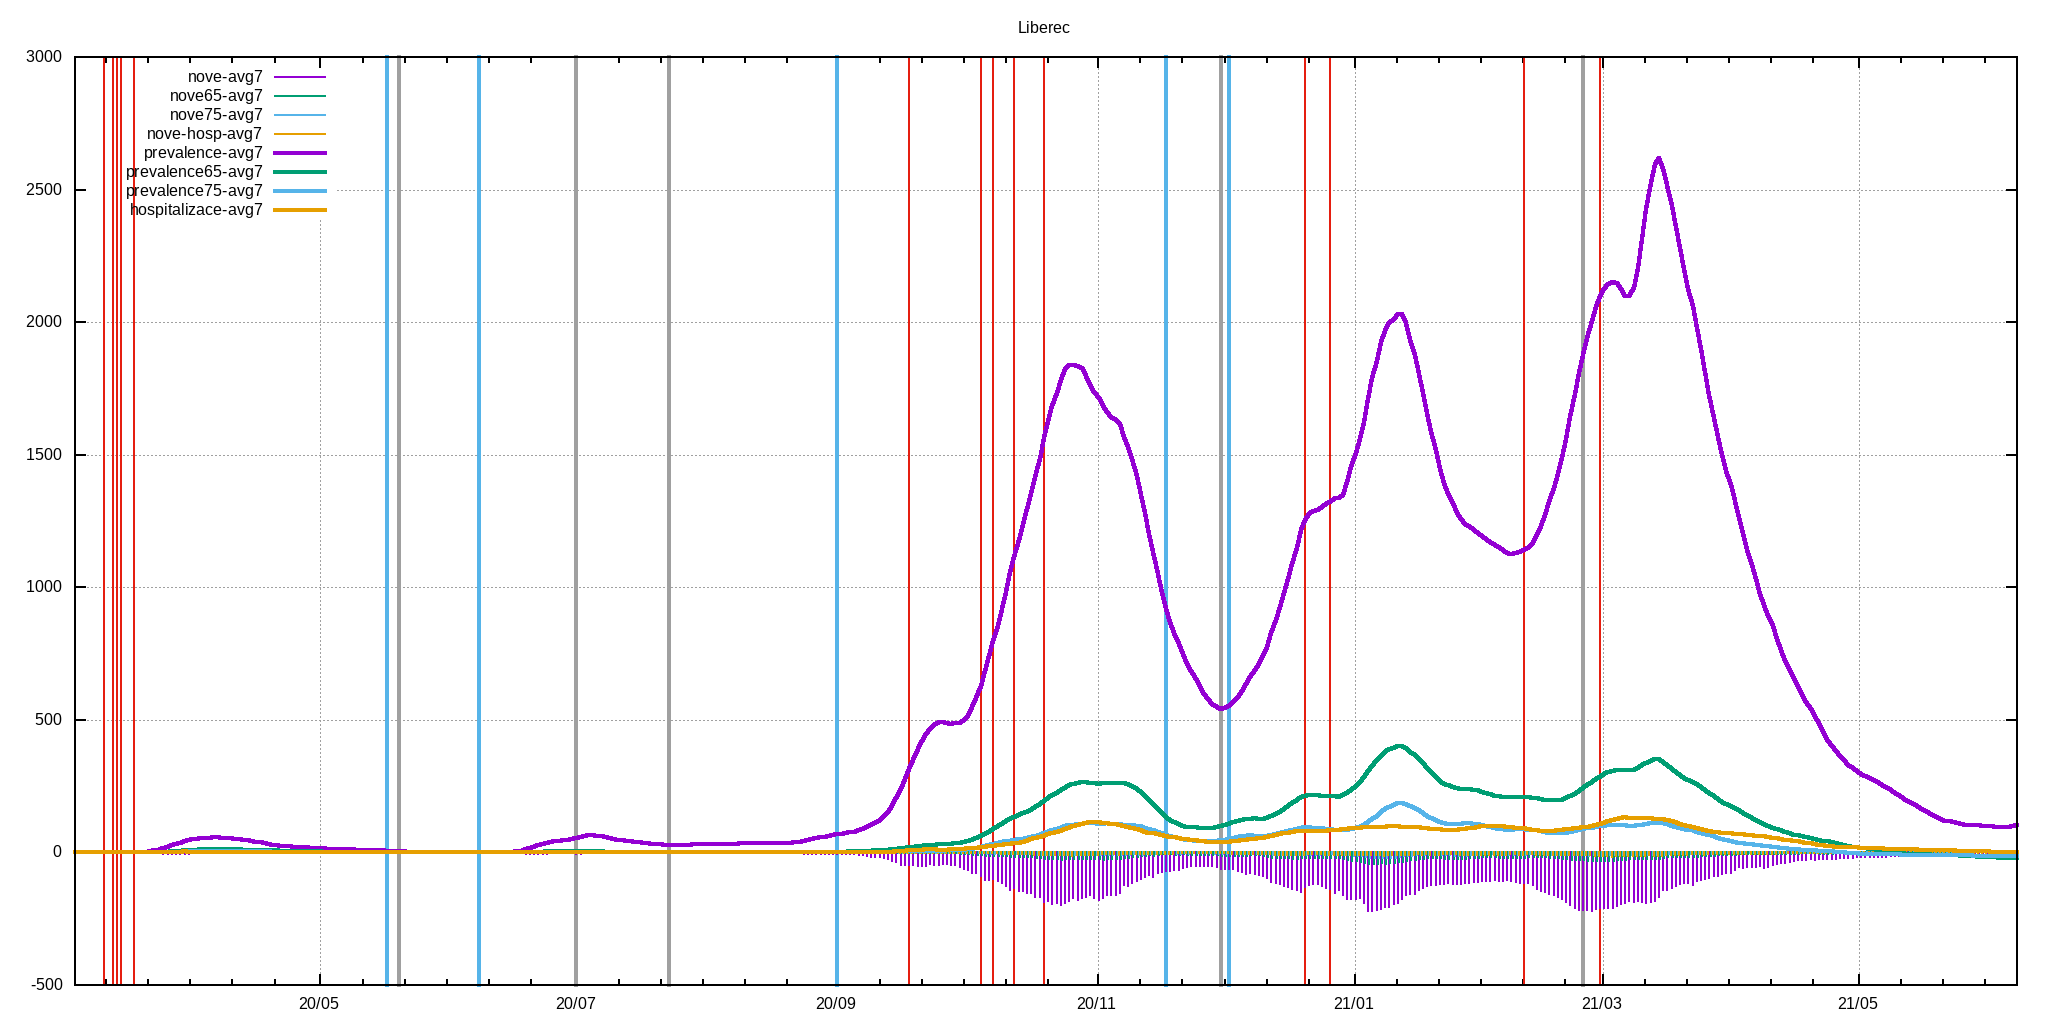 Liberec
3000
2500
2000
1500
1000
500
0
-500
nove-avg7
nove65-avg7
nove75-avg7
nove-hosp-avg7
prevalence-avg7
prevalence65-avg7
prevalence75-avg7
hospitalizace-avg7
20/05
20/07
20/09
20/11
21/01
21/03
21/05